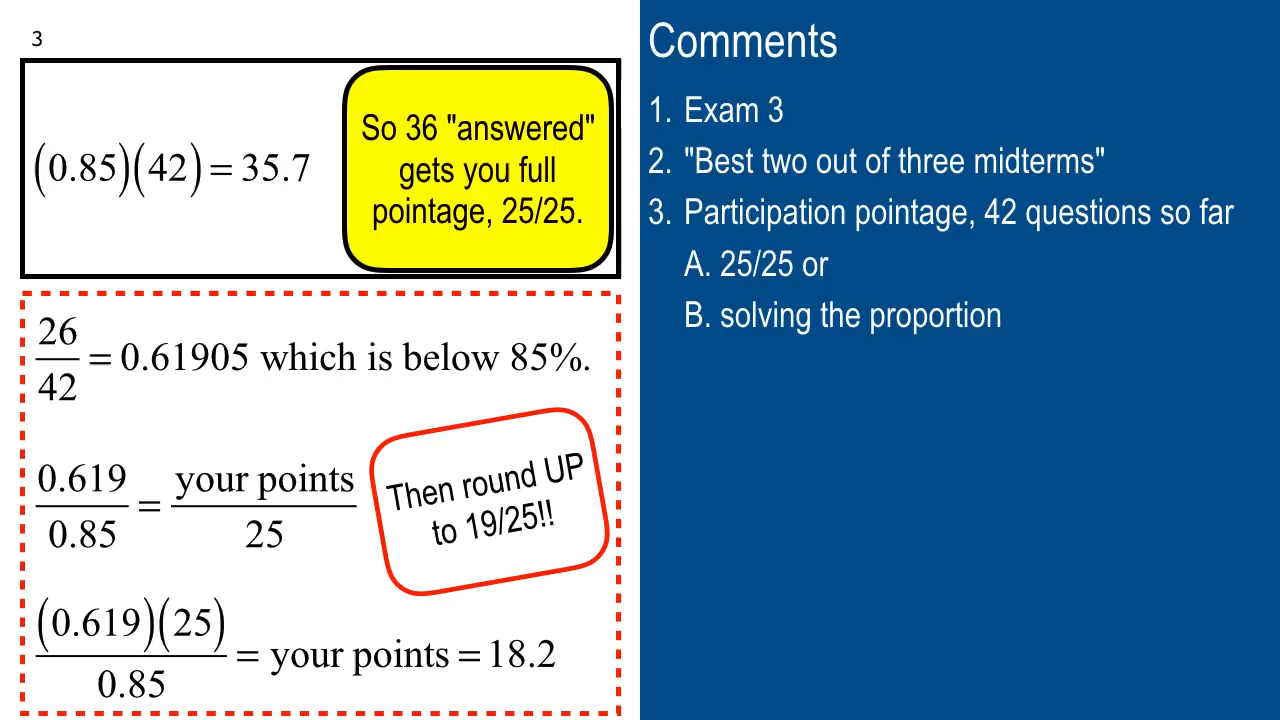 3
(0.85)(42) = 35.7
So 36 "answered"
gets you full
pointage, 25/25.
26/42 = 0.61905 which is below 85%.
0.619/0.85 = your points/25
Then round UP
to 19/25!!
(0.619)(25)/0.85 = your points = 18.2
Comments
1. Exam 3
2. "Best two out of three midterms"
3. Participation pointage, 42 questions so far
A. 25/25 or
B. solving the proportion